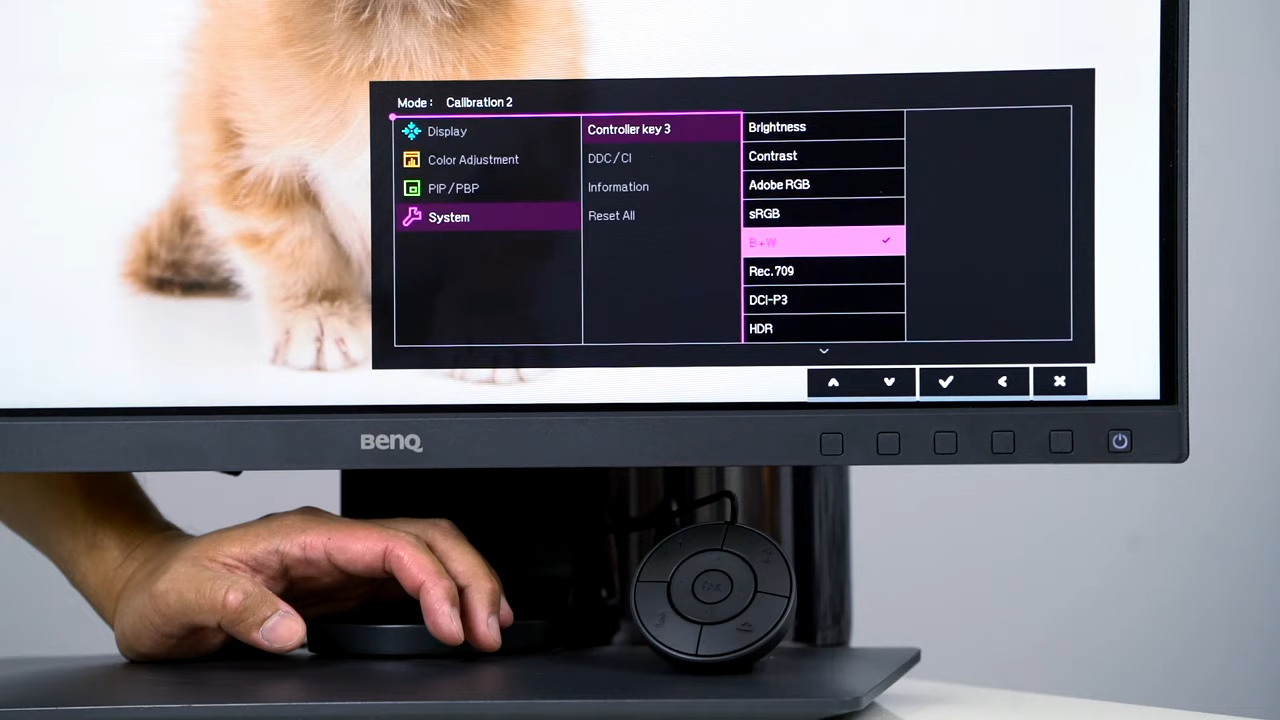 Mode: Calibration 2
Display
Color Adjustment
PIP/PBP
System
Controller key 3
DDC/CI
Information
Reset All
Brightness
Contrast
Adobe RGB
sRGB
B+W
Rec.709
DCI-P3
HDR
BenQ